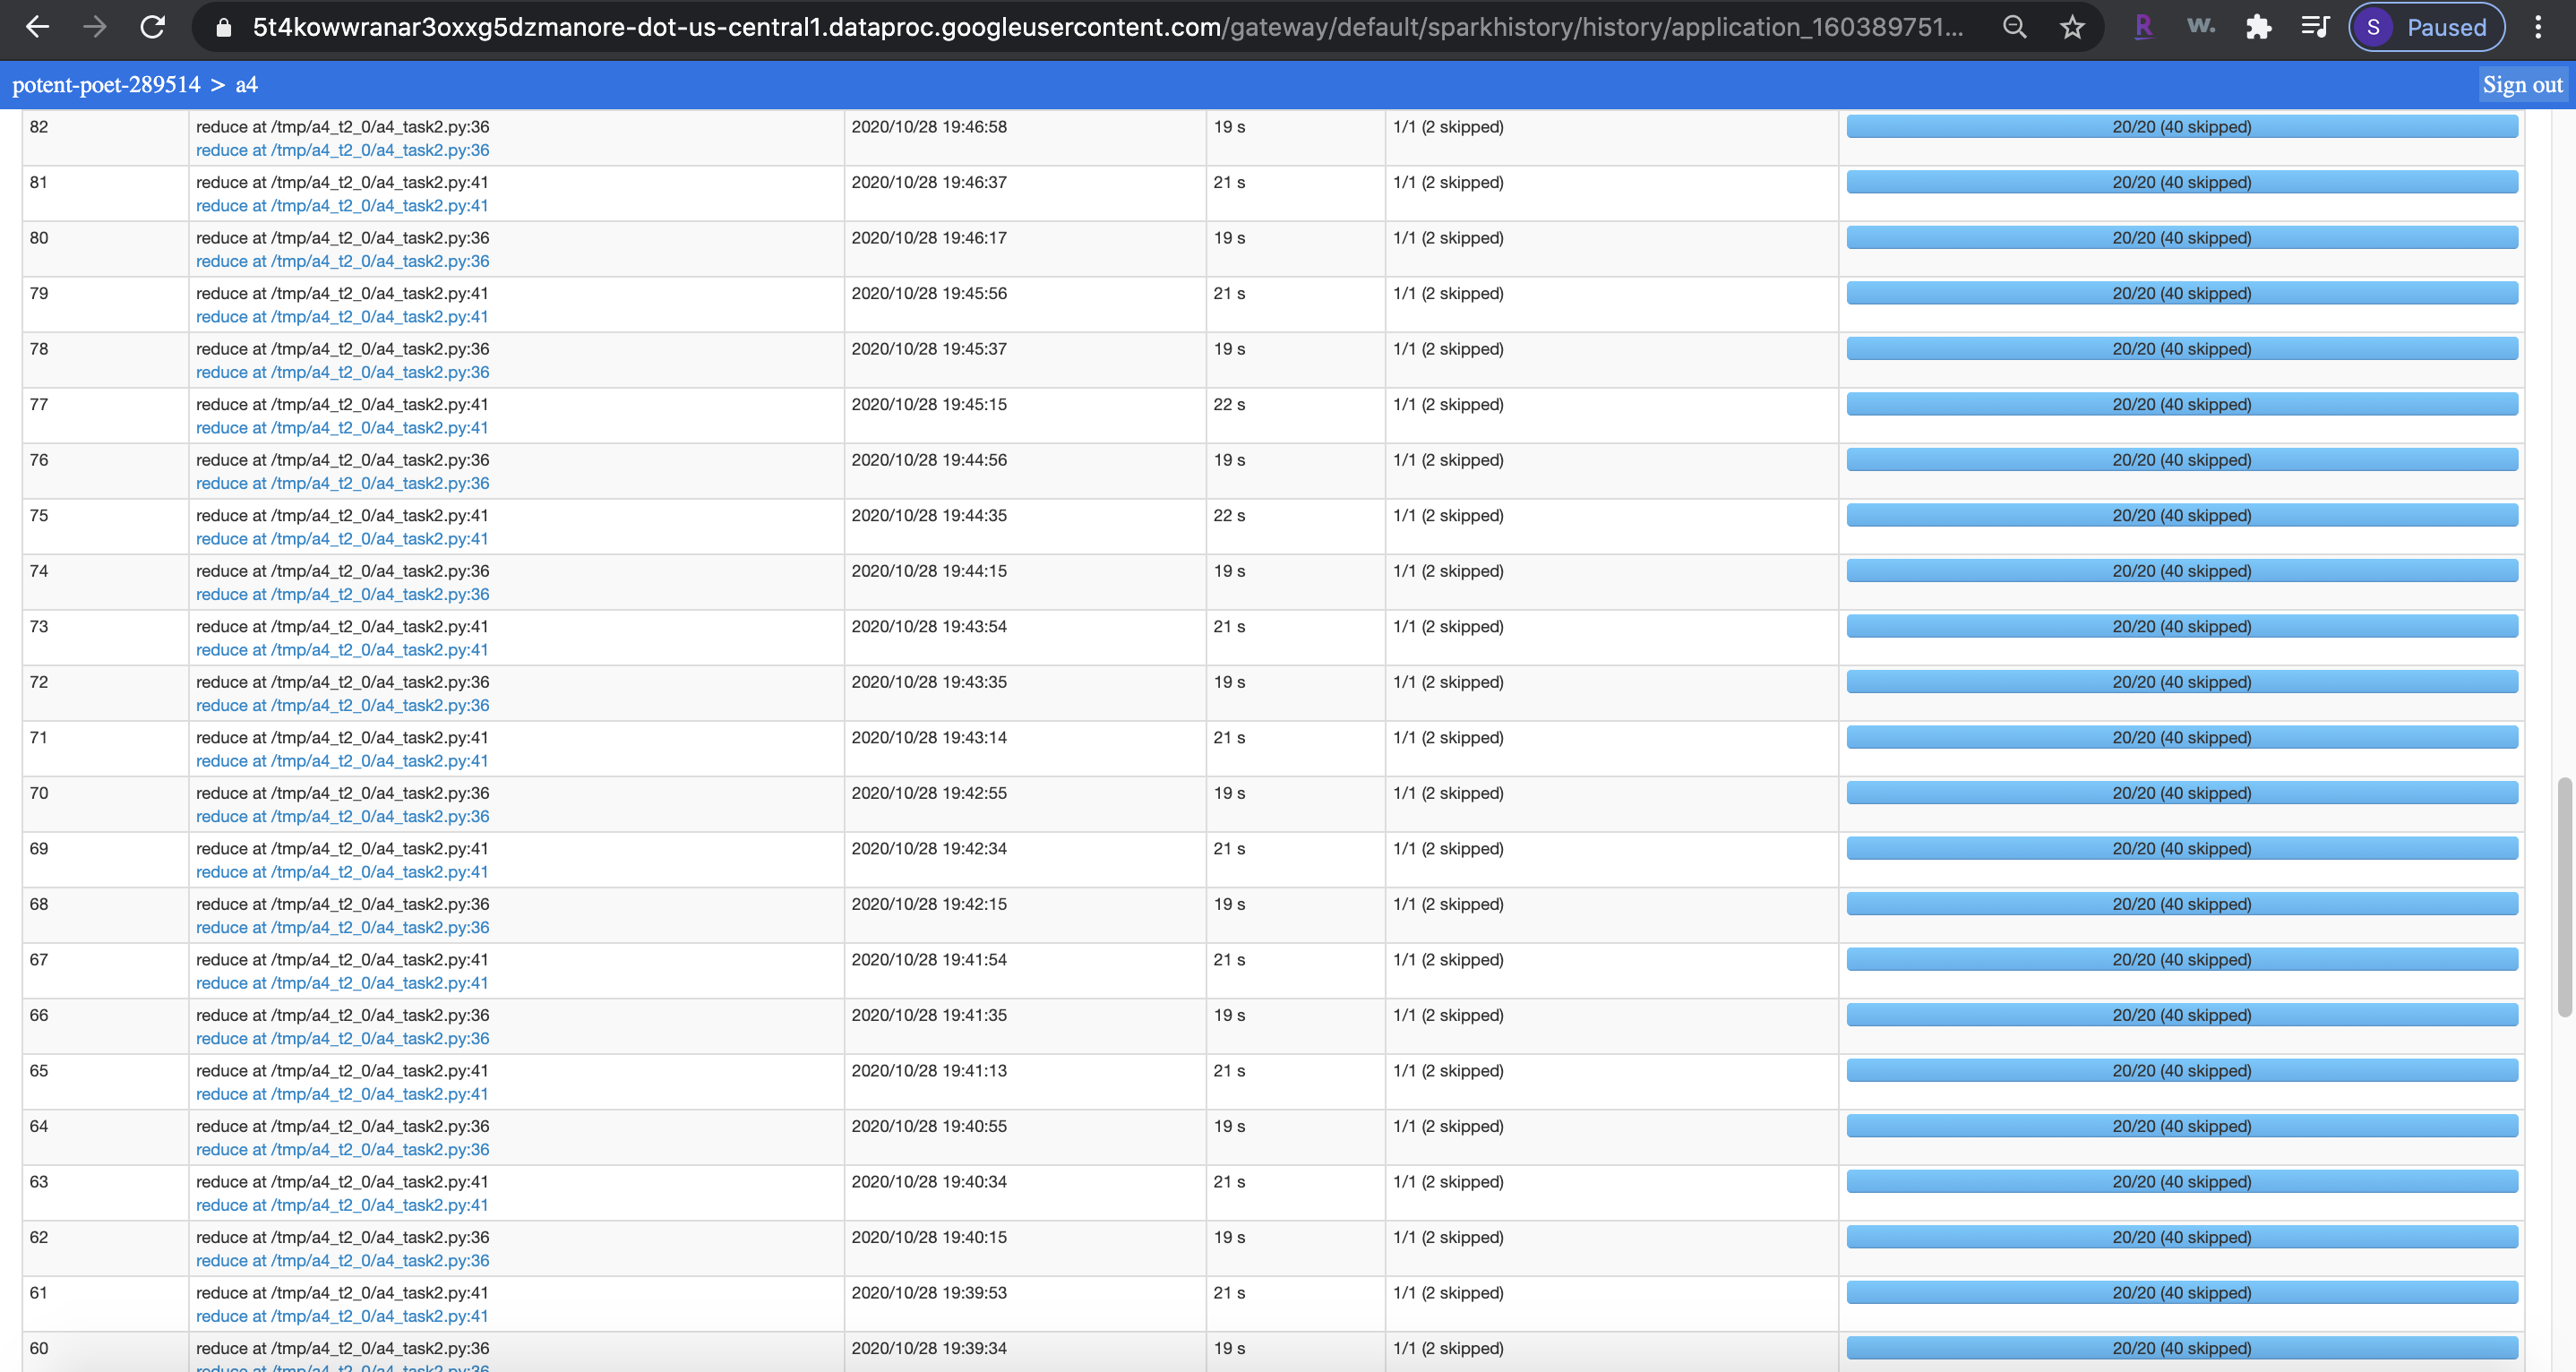 5t4kowwranar3oxxg5dzmanore-dot-us-central1.dataproc.googleusercontent.com/gateway/default/sparkhistory/history/application_160389751... R w. S Paused
potent-poet-289514 > a4 Sign out
82 reduce at /tmp/a4_t2_0/a4_task2.py:36 2020/10/28 19:46:58 19 s 1/1 (2 skipped) 20/20 (40 skipped)
reduce at /tmp/a4_t2_0/a4_task2.py:36
81 reduce at /tmp/a4_t2_0/a4_task2.py:41 2020/10/28 19:46:37 21 s 1/1 (2 skipped) 20/20 (40 skipped)
reduce at /tmp/a4_t2_0/a4_task2.py:41
80 reduce at /tmp/a4_t2_0/a4_task2.py:36 2020/10/28 19:46:17 19 s 1/1 (2 skipped) 20/20 (40 skipped)
reduce at /tmp/a4_t2_0/a4_task2.py:36
79 reduce at /tmp/a4_t2_0/a4_task2.py:41 2020/10/28 19:45:56 21 s 1/1 (2 skipped) 20/20 (40 skipped)
reduce at /tmp/a4_t2_0/a4_task2.py:41
78 reduce at /tmp/a4_t2_0/a4_task2.py:36 2020/10/28 19:45:37 19 s 1/1 (2 skipped) 20/20 (40 skipped)
reduce at /tmp/a4_t2_0/a4_task2.py:36
77 reduce at /tmp/a4_t2_0/a4_task2.py:41 2020/10/28 19:45:15 22 s 1/1 (2 skipped) 20/20 (40 skipped)
reduce at /tmp/a4_t2_0/a4_task2.py:41
76 reduce at /tmp/a4_t2_0/a4_task2.py:36 2020/10/28 19:44:56 19 s 1/1 (2 skipped) 20/20 (40 skipped)
reduce at /tmp/a4_t2_0/a4_task2.py:36
75 reduce at /tmp/a4_t2_0/a4_task2.py:41 2020/10/28 19:44:35 22 s 1/1 (2 skipped) 20/20 (40 skipped)
reduce at /tmp/a4_t2_0/a4_task2.py:41
74 reduce at /tmp/a4_t2_0/a4_task2.py:36 2020/10/28 19:44:15 19 s 1/1 (2 skipped) 20/20 (40 skipped)
reduce at /tmp/a4_t2_0/a4_task2.py:36
73 reduce at /tmp/a4_t2_0/a4_task2.py:41 2020/10/28 19:43:54 21 s 1/1 (2 skipped) 20/20 (40 skipped)
reduce at /tmp/a4_t2_0/a4_task2.py:41
72 reduce at /tmp/a4_t2_0/a4_task2.py:36 2020/10/28 19:43:35 19 s 1/1 (2 skipped) 20/20 (40 skipped)
reduce at /tmp/a4_t2_0/a4_task2.py:36
71 reduce at /tmp/a4_t2_0/a4_task2.py:41 2020/10/28 19:43:14 21 s 1/1 (2 skipped) 20/20 (40 skipped)
reduce at /tmp/a4_t2_0/a4_task2.py:41
70 reduce at /tmp/a4_t2_0/a4_task2.py:36 2020/10/28 19:42:55 19 s 1/1 (2 skipped) 20/20 (40 skipped)
reduce at /tmp/a4_t2_0/a4_task2.py:36
69 reduce at /tmp/a4_t2_0/a4_task2.py:41 2020/10/28 19:42:34 21 s 1/1 (2 skipped) 20/20 (40 skipped)
reduce at /tmp/a4_t2_0/a4_task2.py:41
68 reduce at /tmp/a4_t2_0/a4_task2.py:36 2020/10/28 19:42:15 19 s 1/1 (2 skipped) 20/20 (40 skipped)
reduce at /tmp/a4_t2_0/a4_task2.py:36
67 reduce at /tmp/a4_t2_0/a4_task2.py:41 2020/10/28 19:41:54 21 s 1/1 (2 skipped) 20/20 (40 skipped)
reduce at /tmp/a4_t2_0/a4_task2.py:41
66 reduce at /tmp/a4_t2_0/a4_task2.py:36 2020/10/28 19:41:35 19 s 1/1 (2 skipped) 20/20 (40 skipped)
reduce at /tmp/a4_t2_0/a4_task2.py:36
65 reduce at /tmp/a4_t2_0/a4_task2.py:41 2020/10/28 19:41:13 21 s 1/1 (2 skipped) 20/20 (40 skipped)
reduce at /tmp/a4_t2_0/a4_task2.py:41
64 reduce at /tmp/a4_t2_0/a4_task2.py:36 2020/10/28 19:40:55 19 s 1/1 (2 skipped) 20/20 (40 skipped)
reduce at /tmp/a4_t2_0/a4_task2.py:36
63 reduce at /tmp/a4_t2_0/a4_task2.py:41 2020/10/28 19:40:34 21 s 1/1 (2 skipped) 20/20 (40 skipped)
reduce at /tmp/a4_t2_0/a4_task2.py:41
62 reduce at /tmp/a4_t2_0/a4_task2.py:36 2020/10/28 19:40:15 19 s 1/1 (2 skipped) 20/20 (40 skipped)
reduce at /tmp/a4_t2_0/a4_task2.py:36
61 reduce at /tmp/a4_t2_0/a4_task2.py:41 2020/10/28 19:39:53 21 s 1/1 (2 skipped) 20/20 (40 skipped)
reduce at /tmp/a4_t2_0/a4_task2.py:41
60 reduce at /tmp/a4_t2_0/a4_task2.py:36 2020/10/28 19:39:34 19 s 1/1 (2 skipped) 20/20 (40 skipped)
reduce at /tmp/a4_t2_0/a4_task2.py:36